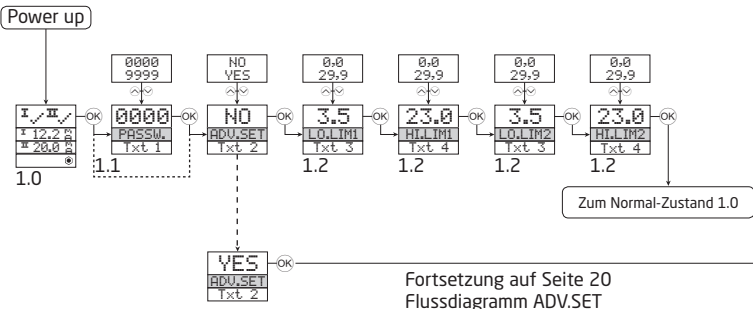 Power up
0000
9999
NO
YES
0,0
29,9
0,0
29,9
0,0
29,9
0,0
29,9
I II
I 12.2
II 20.0
OK
0000
PASSW.
Txt 1
OK
NO
ADV.SET
Txt 2
OK
3.5
LO.LIM1
Txt 3
OK
23.0
HI.LIM1
Txt 4
OK
3.5
LO.LIM2
Txt 3
OK
23.0
HI.LIM2
Txt 4
OK
1.0
1.1
1.2
1.2
1.2
1.2
Zum Normal-Zustand 1.0
YES
ADV.SET
Txt 2
OK
Fortsetzung auf Seite 20
Flussdiagramm ADV.SET